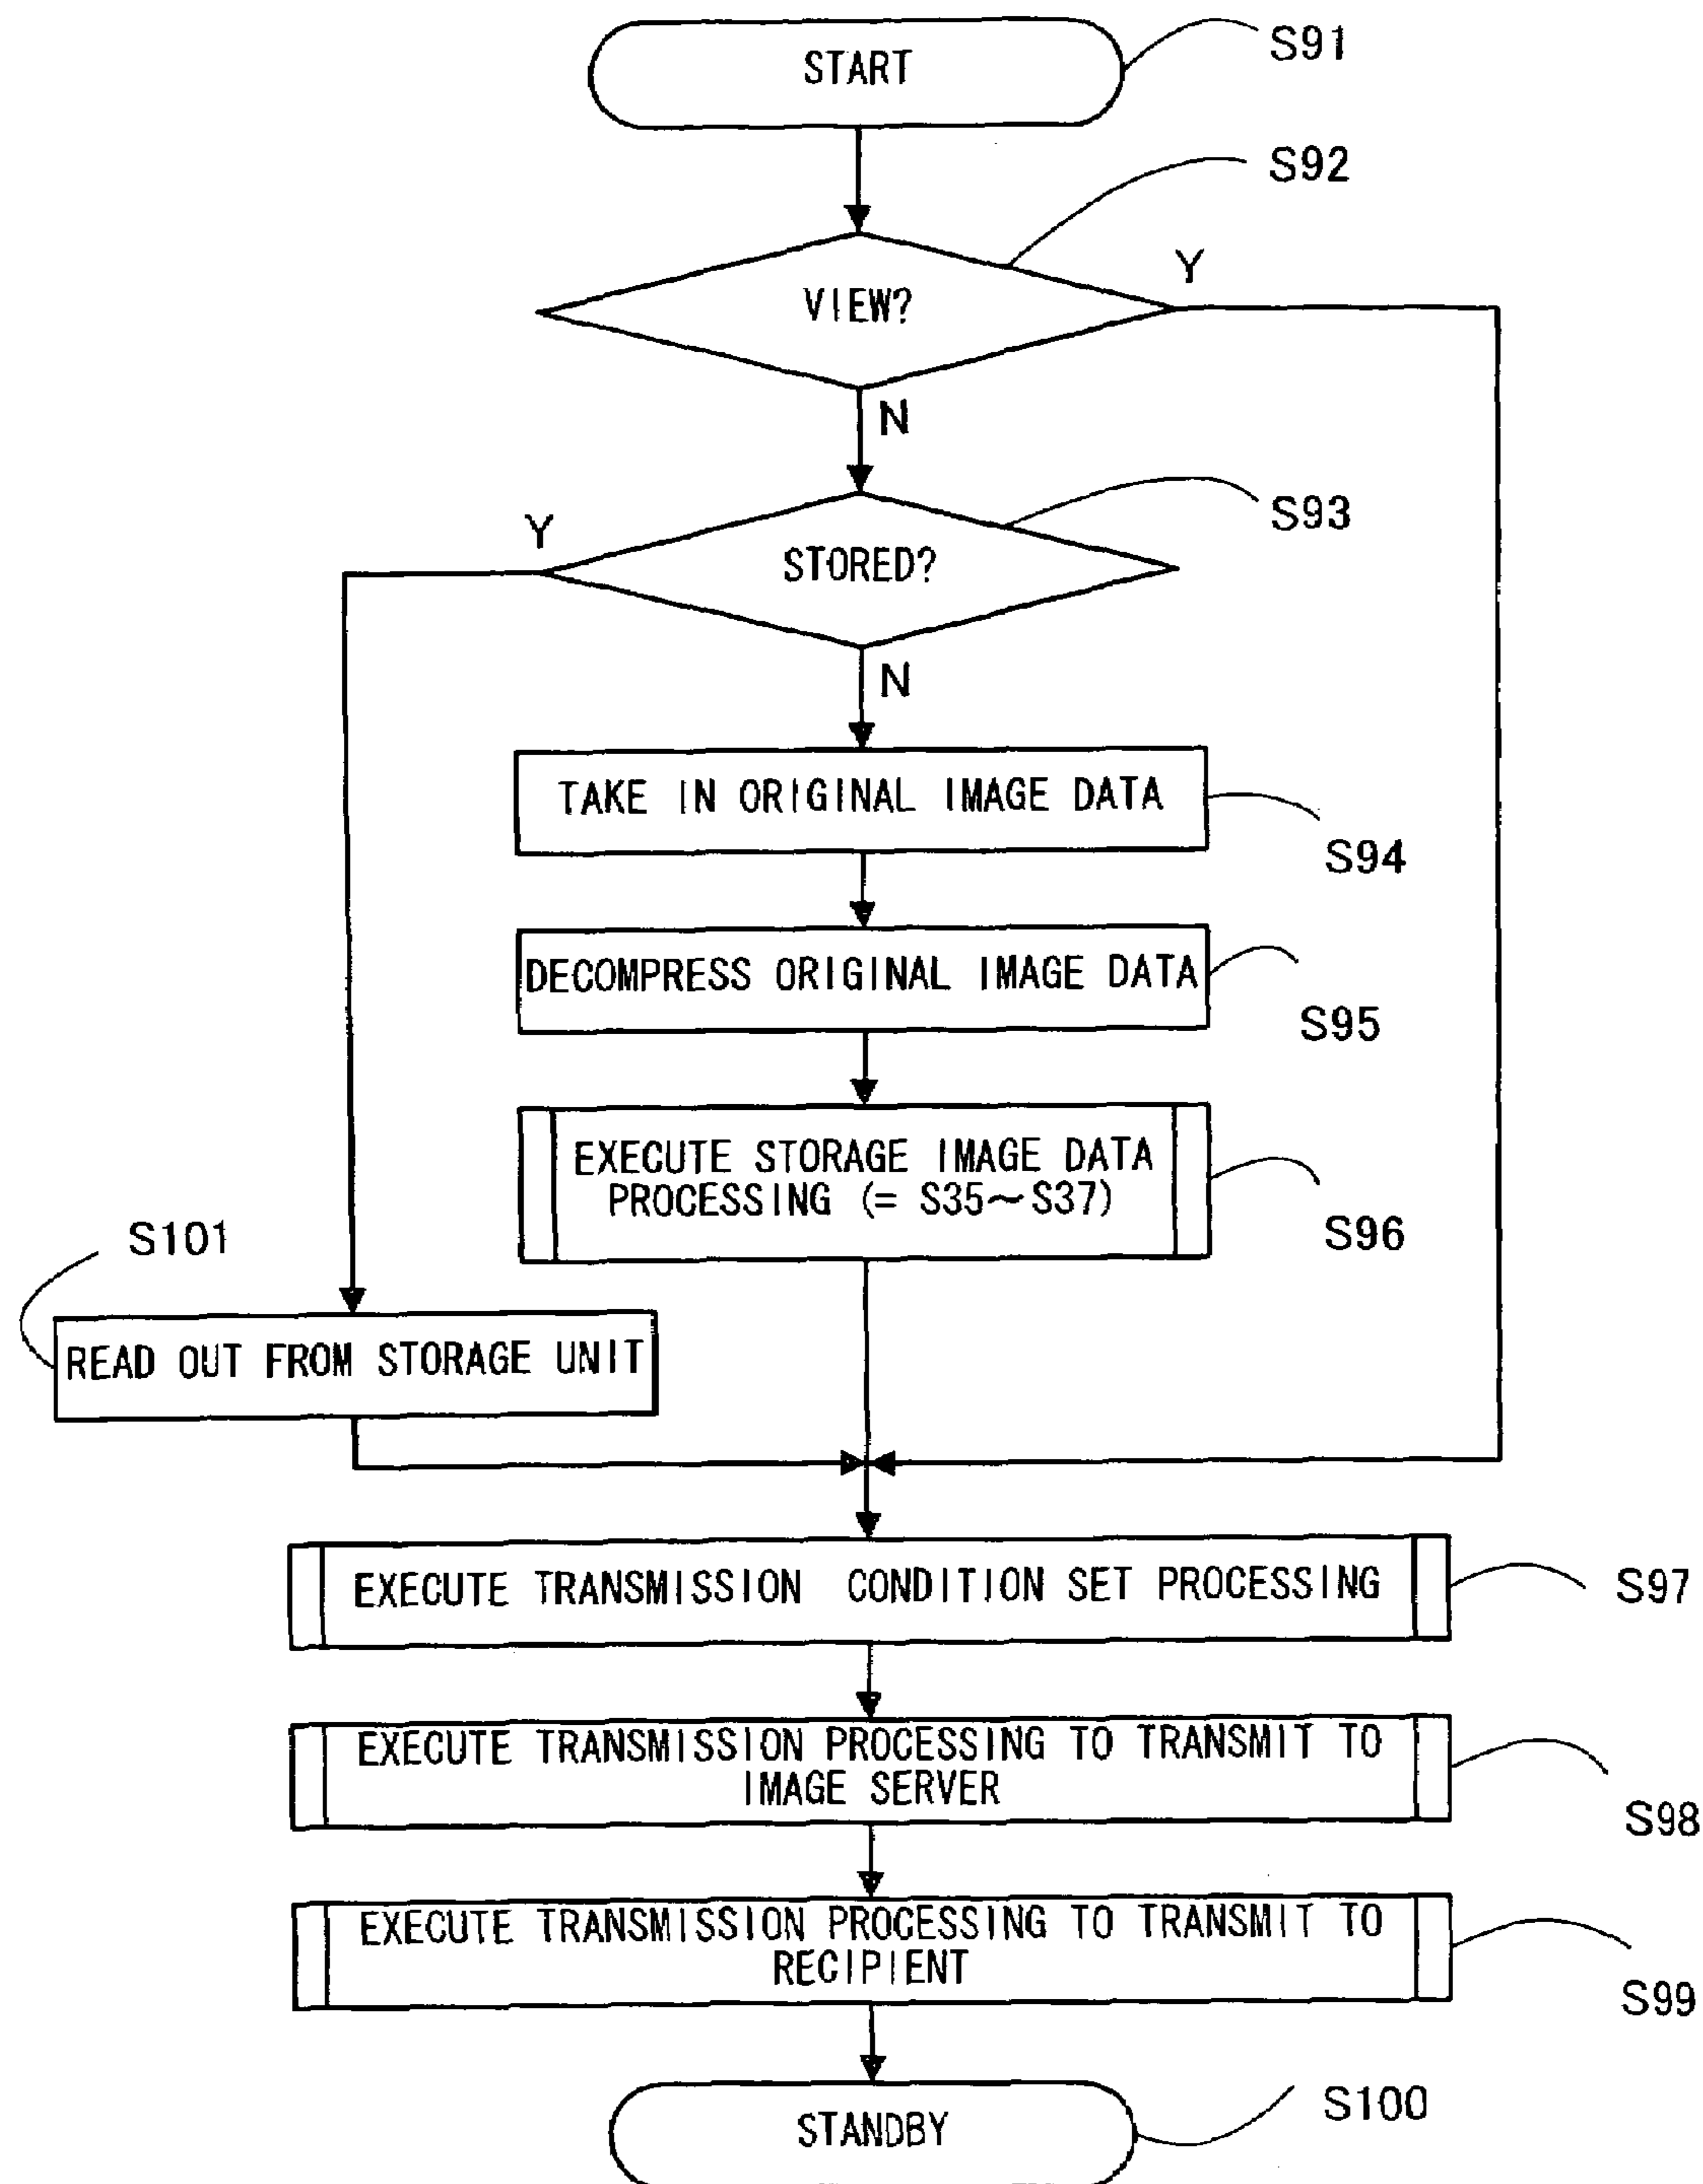 START
S91
S92
VIEW?
Y
N
S93
Y
STORED?
N
TAKE IN ORIGINAL IMAGE DATA
S94
DECOMPRESS ORIGINAL IMAGE DATA
S95
EXECUTE STORAGE IMAGE DATA
PROCESSING (= S35～S37)
S96
S101
READ OUT FROM STORAGE UNIT
EXECUTE TRANSMISSION CONDITION SET PROCESSING
S97
EXECUTE TRANSMISSION PROCESSING TO TRANSMIT TO
IMAGE SERVER
S98
EXECUTE TRANSMISSION PROCESSING TO TRANSMIT TO
RECIPIENT
S99
STANDBY
S100